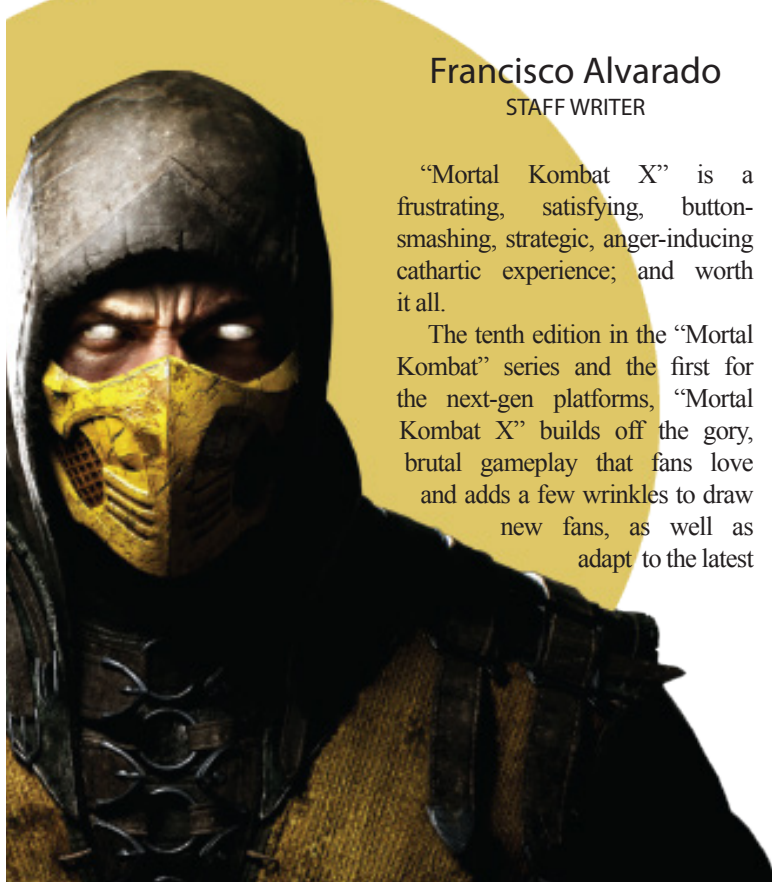 Francisco Alvarado
STAFF WRITER
“Mortal Kombat X” is a
frustrating, satisfying, button-
smashing, strategic, anger-inducing
cathartic experience; and worth
it all.
The tenth edition in the “Mortal
Kombat” series and the first for
the next-gen platforms, “Mortal
Kombat X” builds off the gory,
brutal gameplay that fans love
and adds a few wrinkles to draw
new fans, as well as
adapt to the latest